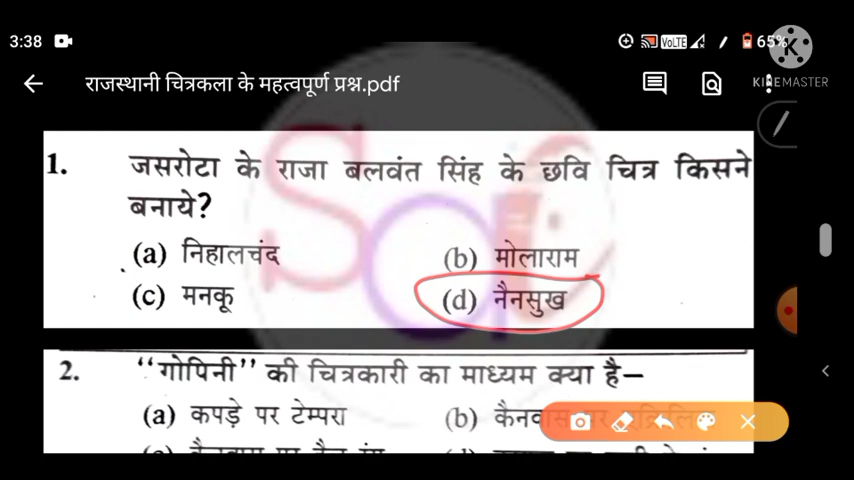 3:38 VoLTE 65%
राजस्थानी चित्रकला के महत्वपूर्ण प्रश्न.pdf
KINEMASTER
1. जसरोटा के राजा बलवंत सिंह के छवि चित्र किसने
बनाये?
(a) निहालचंद (b) मोलाराम
(c) मनकू (d) नैनसुख
2. “गोपिनी” की चित्रकारी का माध्यम क्या है–
(a) कपड़े पर टेम्परा (b) पर